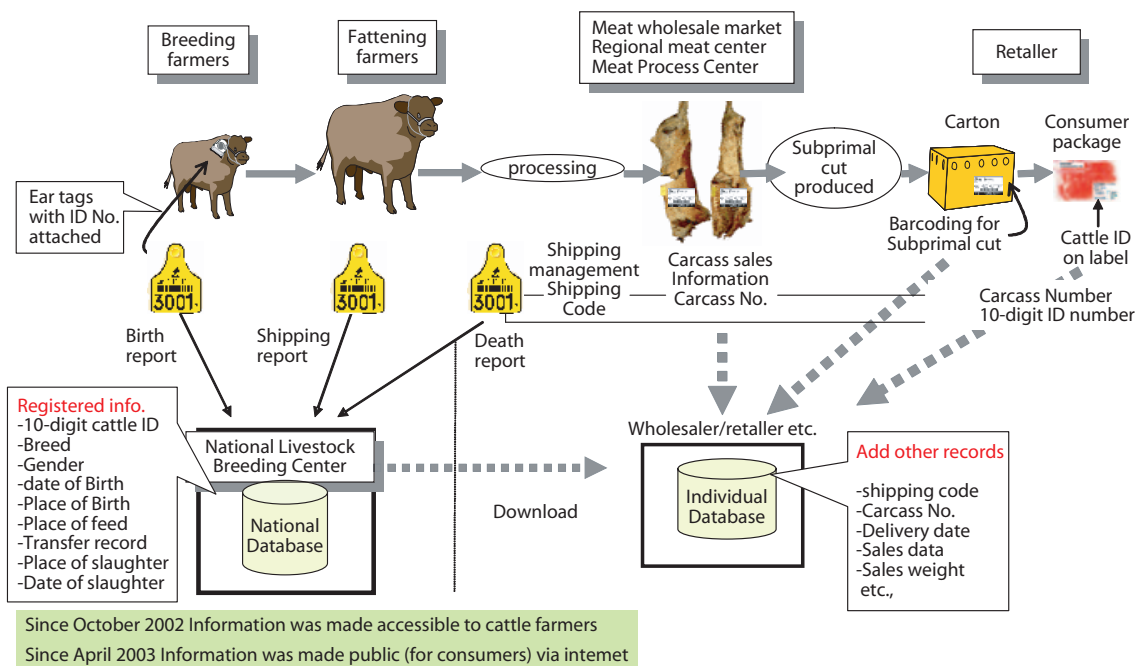 Breeding
farmers
Fattening
farmers
Meat wholesale market
Regional meat center
Meat Process Center
Retaller
Ear tags
with ID No.
attached
processing
Subprimal
cut
produced
Carton
Consumer
package
Barcoding for
Subprimal cut
Cattle ID
on label
3001
3001
3001
Birth
report
Shipping
report
Death
report
Shipping
management
Shipping
Code
Carcass sales
Information
Carcass No.
Carcass Number
10-digit ID number
Registered info.
-10-digit cattle ID
-Breed
-Gender
-date of Birth
-Place of Birth
-Place of feed
-Transfer record
-Place of slaughter
-Date of slaughter
National Livestock
Breeding Center
National
Database
Download
Wholesaler/retailer etc.
Individual
Database
Add other records
-shipping code
-Carcass No.
-Delivery date
-Sales data
-Sales weight
etc.,
Since October 2002 Information was made accessible to cattle farmers
Since April 2003 Information was made public (for consumers) via intemet